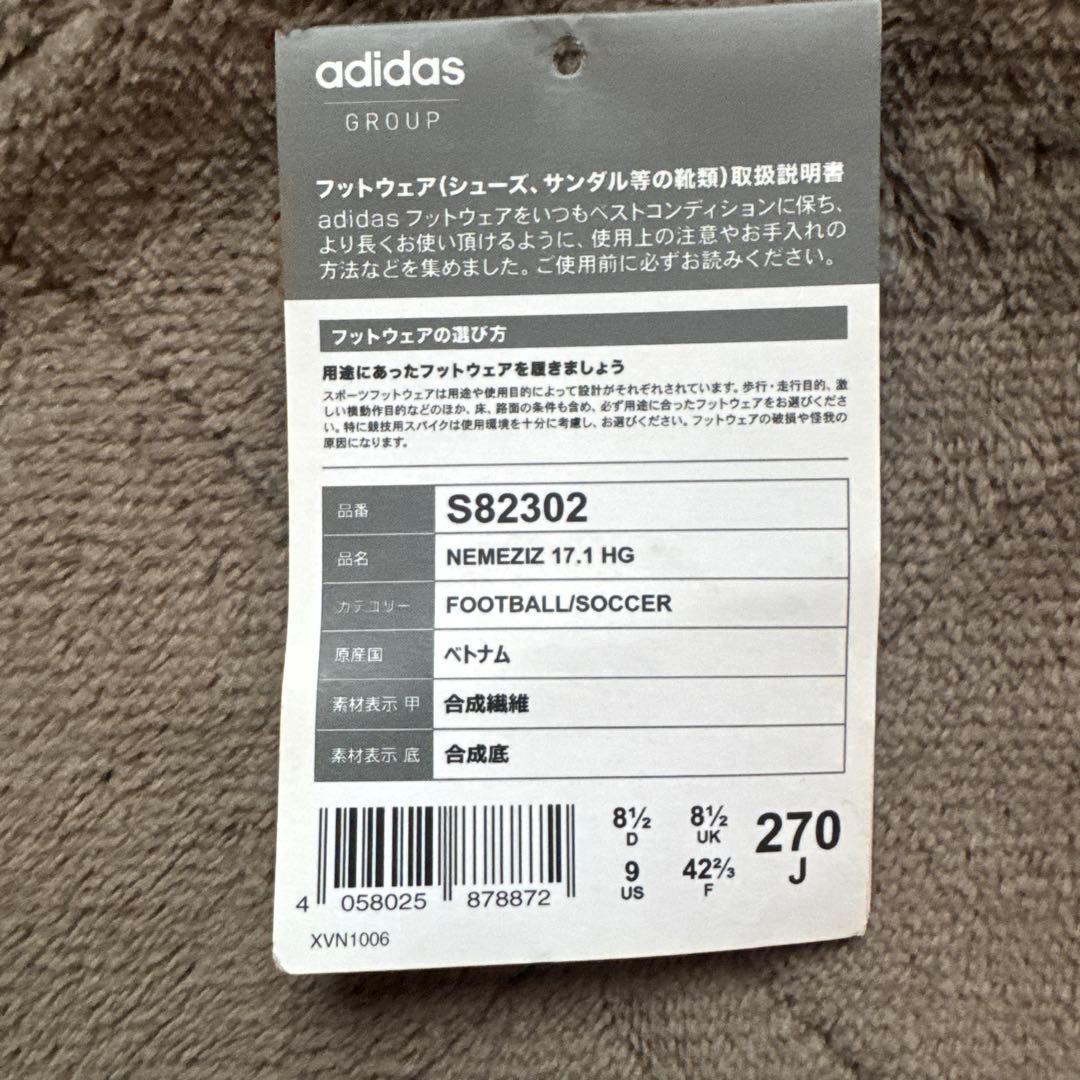 adidas
GROUP
フットウェア(シューズ、サンダル等の靴類)取扱説明書
adidas フットウェアをいつもベストコンディションに保ち、
より長くお使い頂けるように、使用上の注意やお手入れの
方法などを集めました。ご使用前に必ずお読みください。
フットウェアの選び方
用途にあったフットウェアを履きましょう
スポーツフットウェアは用途や使用目的によって設計がそれぞれされています。歩行・走行目的、激
しい横動作目的などのほか、床、路面の条件も含め、必ず用途に合ったフットウェアをお選びくださ
い。特に競技用スパイクは使用環境を十分に考慮し、お選びください。フットウェアの破損や怪我の
原因になります。
品番 S82302
品名 NEMEZIZ 17.1 HG
カテゴリー FOOTBALL/SOCCER
原産国 ベトナム
素材表示 甲 合成繊維
素材表示 底 合成底
8½ D 8½ UK 270 J
9 US 42⅔ F
4 058025 878872
XVN1006